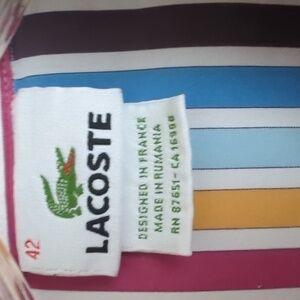 LACOSTE
42
DESIGNED IN FRANCE
MADE IN RUMANIA
RN 87651-CA 16998